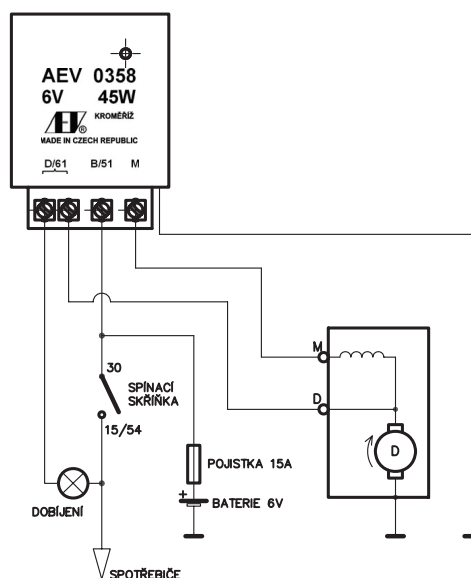 AEV 0358
6V 45W
AEV® KROMĚŘÍŽ
MADE IN CZECH REPUBLIC
D/61 B/51 M
M
30
SPÍNACÍ
SKŘÍŇKA
D
15/54
D
POJISTKA 15A
+
BATERIE 6V
DOBÍJENÍ
SPOTŘEBIČE